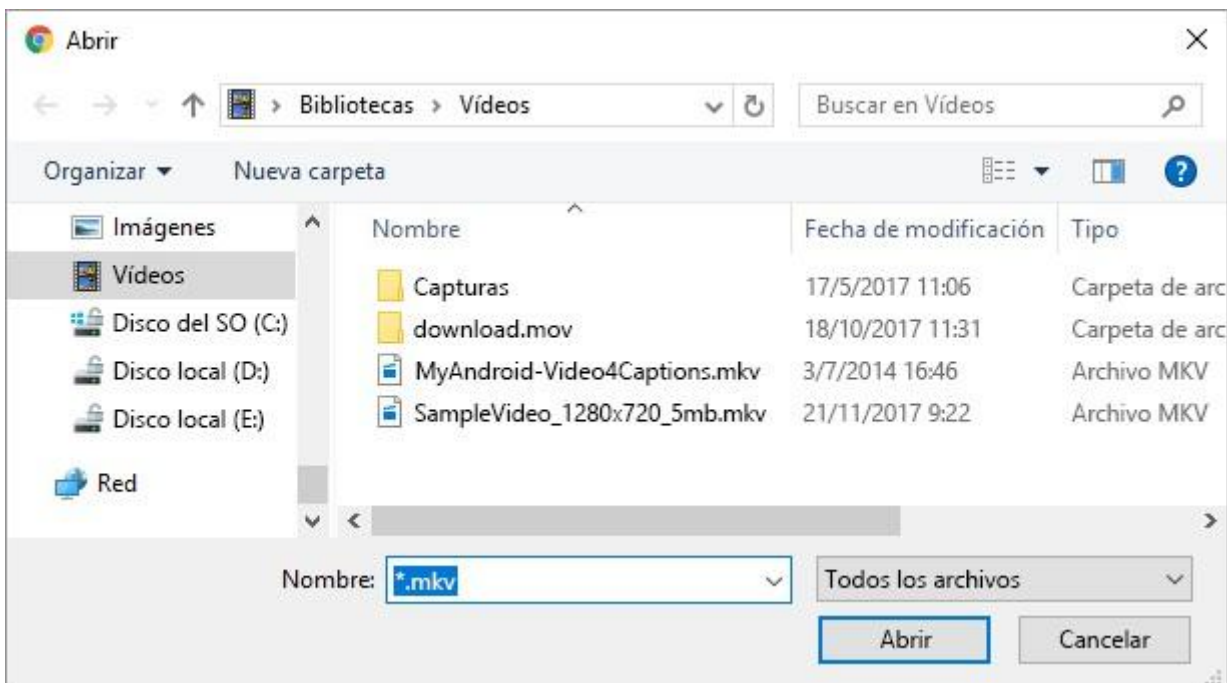 Abrir
Bibliotecas > Vídeos
Buscar en Vídeos
Organizar
Nueva carpeta
?
Imágenes
Vídeos
Disco del SO (C:)
Disco local (D:)
Disco local (E:)
Red
Nombre Fecha de modificación Tipo
Capturas 17/5/2017 11:06 Carpeta de arc
download.mov 18/10/2017 11:31 Carpeta de arc
MyAndroid-Video4Captions.mkv 3/7/2014 16:46 Archivo MKV
SampleVideo_1280x720_5mb.mkv 21/11/2017 9:22 Archivo MKV
Nombre: *.mkv Todos los archivos
Abrir Cancelar